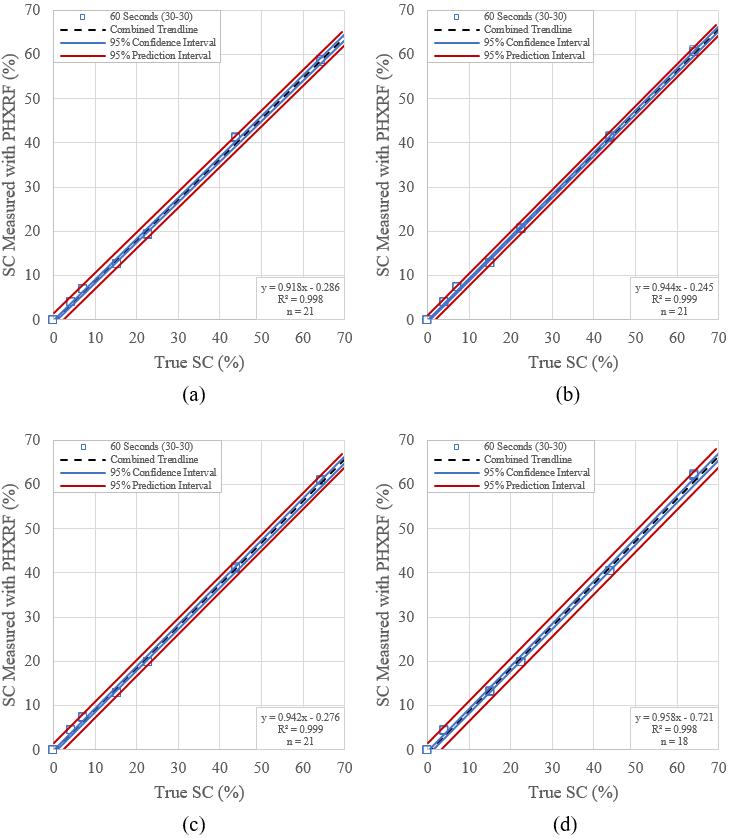 60 Seconds (30-30)
Combined Trendline
95% Confidence Interval
95% Prediction Interval
SC Measured with PHXRF (%)
70
60
50
40
30
20
10
0
y = 0.918x - 0.286
R² = 0.998
n = 21
0 10 20 30 40 50 60 70
True SC (%)
(a)
60 Seconds (30-30)
Combined Trendline
95% Confidence Interval
95% Prediction Interval
SC Measured with PHXRF (%)
70
60
50
40
30
20
10
0
y = 0.944x - 0.245
R² = 0.999
n = 21
0 10 20 30 40 50 60 70
True SC (%)
(b)
60 Seconds (30-30)
Combined Trendline
95% Confidence Interval
95% Prediction Interval
SC Measured with PHXRF (%)
70
60
50
40
30
20
10
0
y = 0.942x - 0.276
R² = 0.999
n = 21
0 10 20 30 40 50 60 70
True SC (%)
(c)
60 Seconds (30-30)
Combined Trendline
95% Confidence Interval
95% Prediction Interval
SC Measured with PHXRF (%)
70
60
50
40
30
20
10
0
y = 0.958x - 0.721
R² = 0.998
n = 18
0 10 20 30 40 50 60 70
True SC (%)
(d)